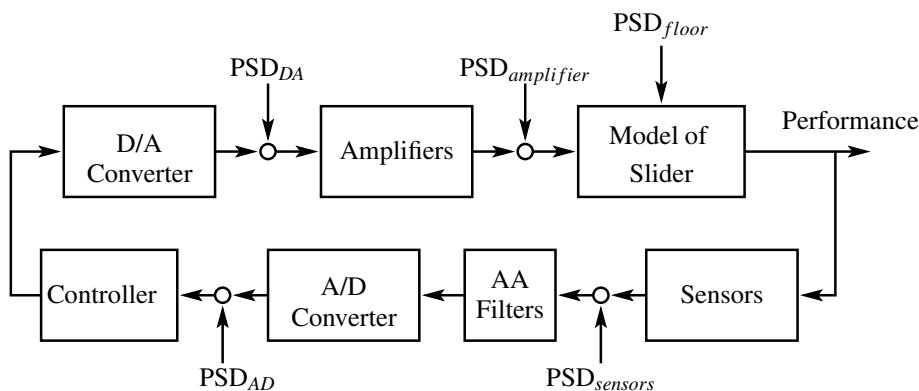 PSD_floor
PSD_DA
PSD_amplifier
Performance
D/A
Converter
Amplifiers
Model of
Slider
Controller
A/D
Converter
AA
Filters
Sensors
PSD_AD
PSD_sensors